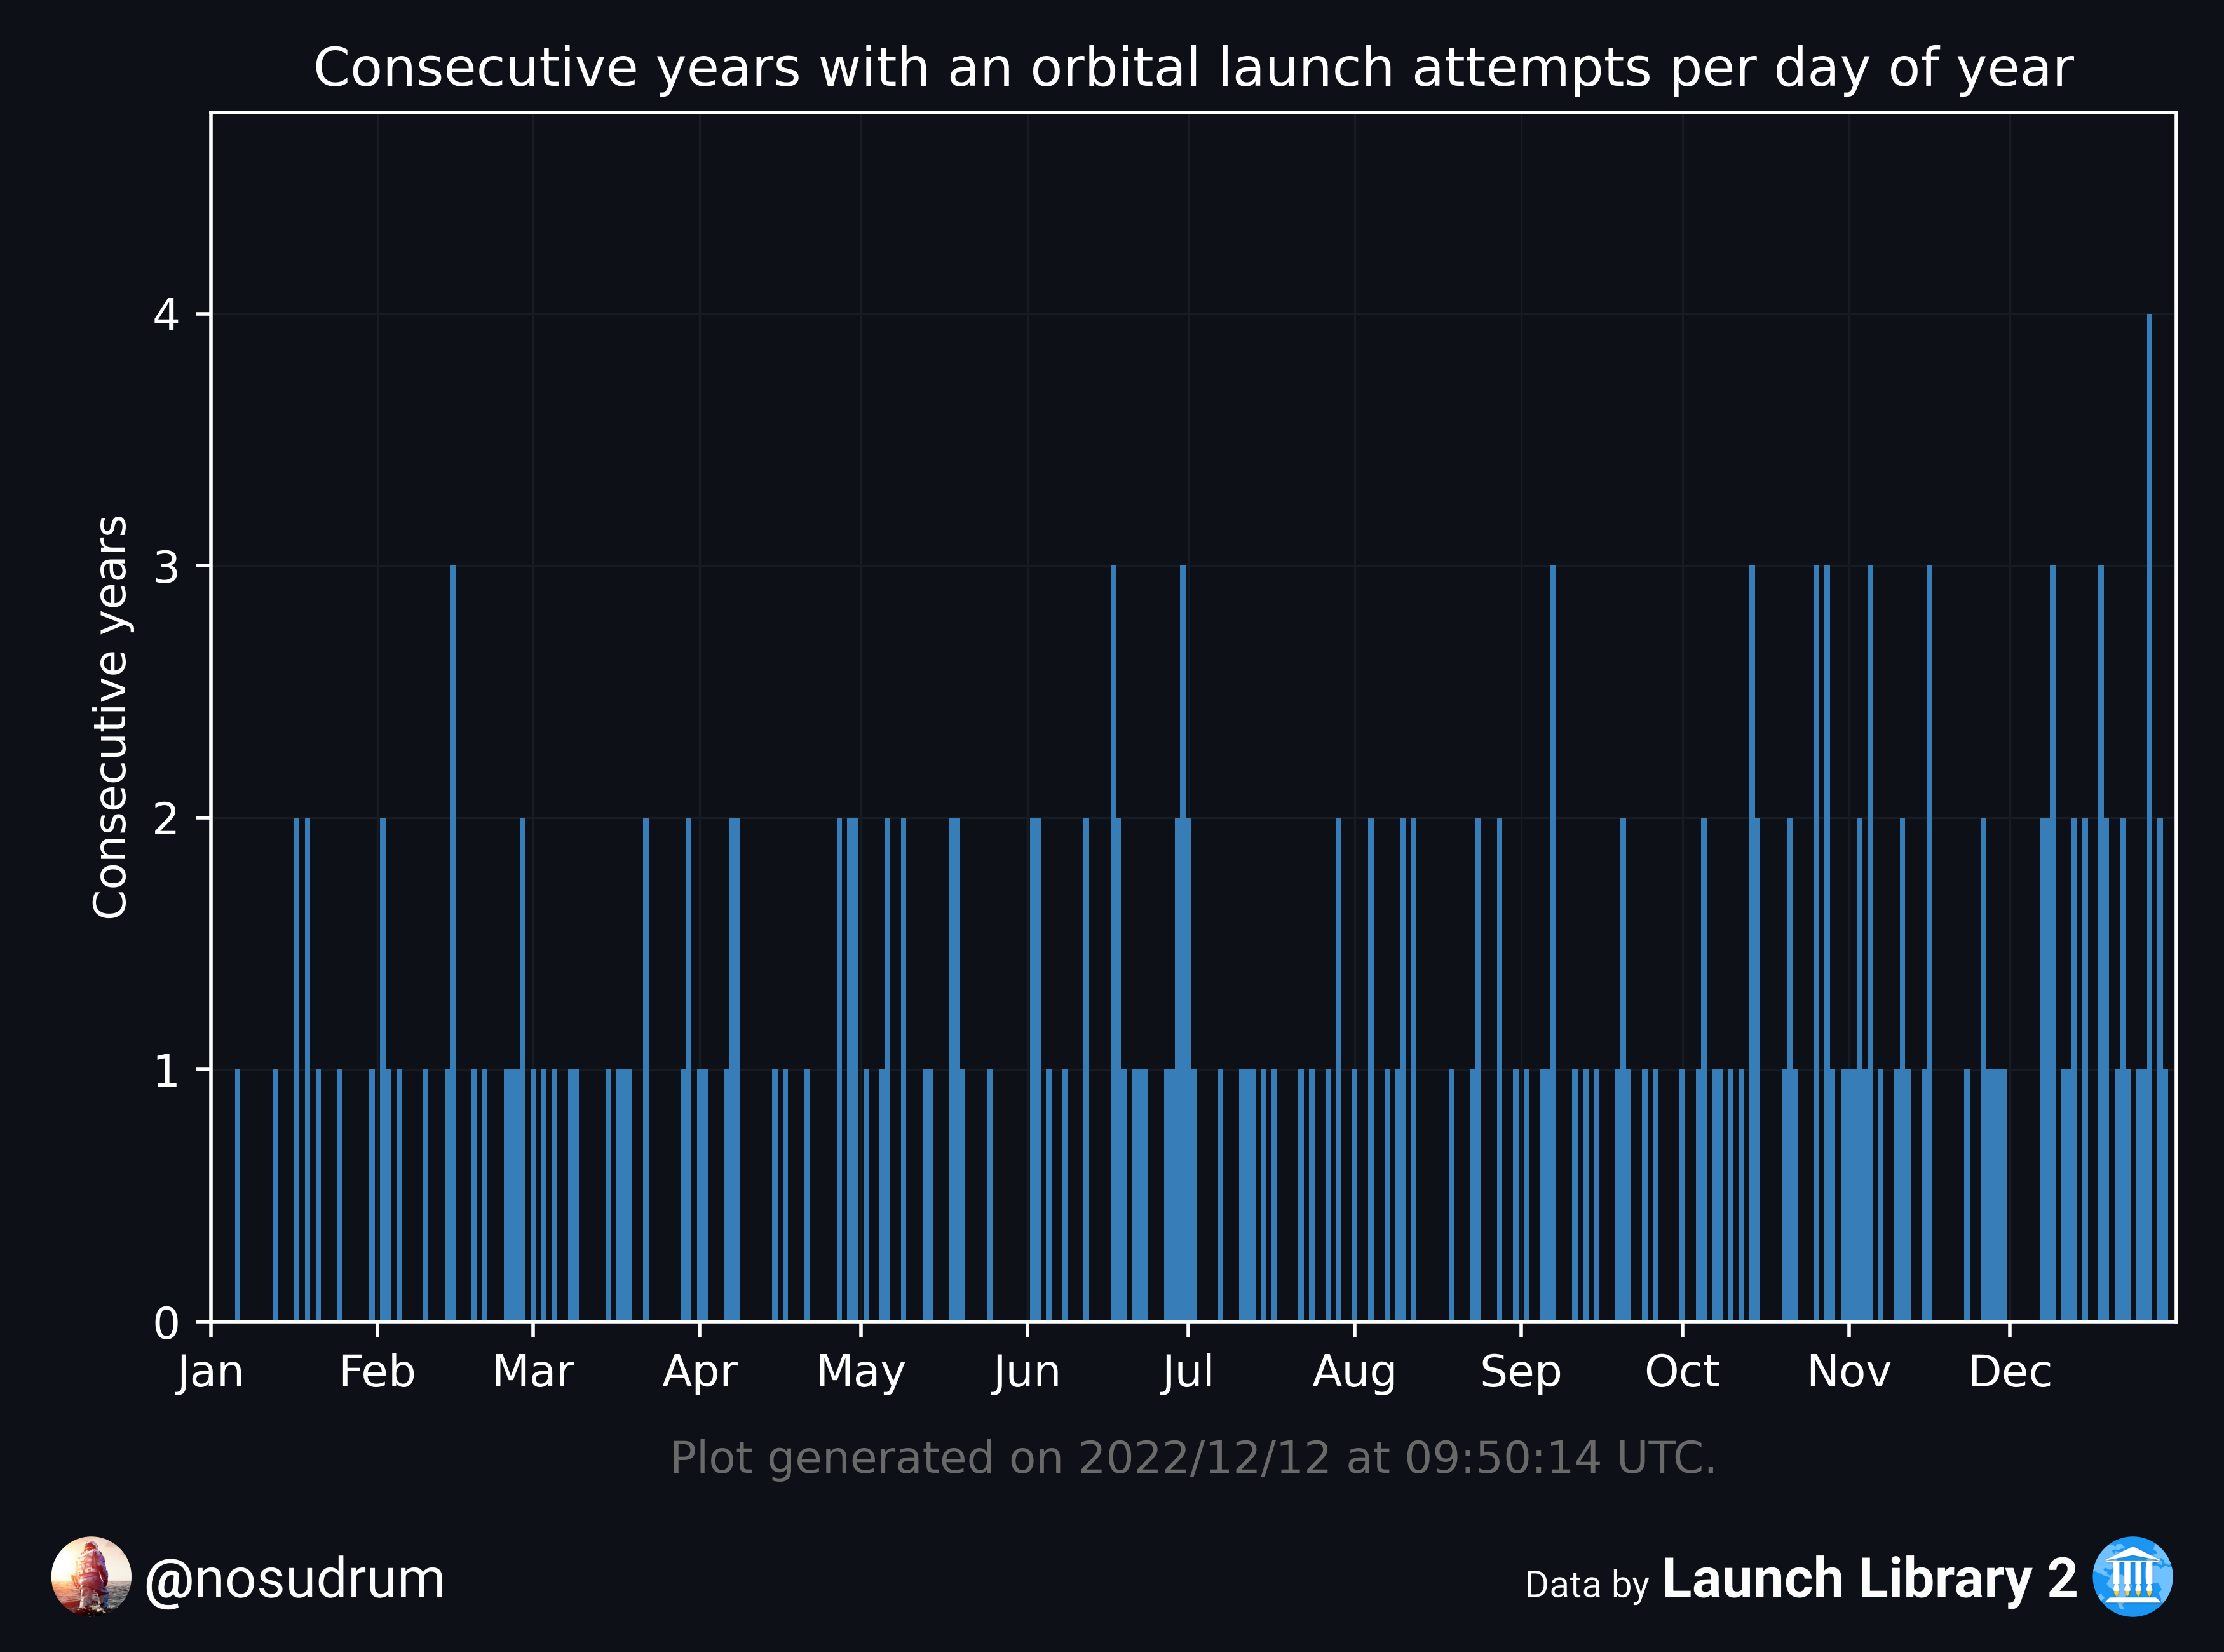 Consecutive years with an orbital launch attempts per day of year
Consecutive years
4
3
2
1
0
Jan Feb Mar Apr May Jun Jul Aug Sep Oct Nov Dec
Plot generated on 2022/12/12 at 09:50:14 UTC.
@nosudrum
Data by Launch Library 2